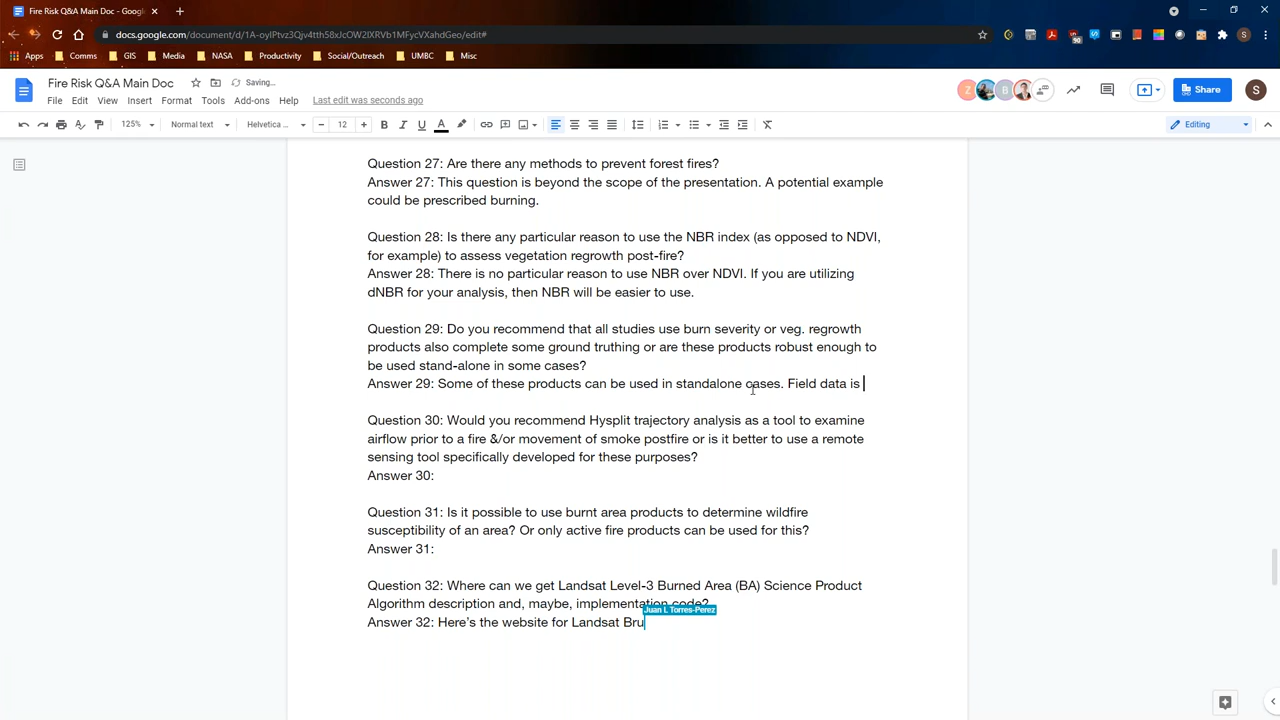 Fire Risk Q&A Main Doc - Google
docs.google.com/document/d/1A-oyIPtvz3Qjv4tth58xJcOW2IXRVb1MFycVXahdGeo/edit#
Apps Comms GIS Media NASA Productivity Social/Outreach UMBC Misc
Fire Risk Q&A Main Doc Saving...
File Edit View Insert Format Tools Add-ons Help Last edit was seconds ago
Z B Share S
125% Normal text Helvetica ... 12 B I U A Editing
Question 27: Are there any methods to prevent forest fires?
Answer 27: This question is beyond the scope of the presentation. A potential example
could be prescribed burning.
Question 28: Is there any particular reason to use the NBR index (as opposed to NDVI,
for example) to assess vegetation regrowth post-fire?
Answer 28: There is no particular reason to use NBR over NDVI. If you are utilizing
dNBR for your analysis, then NBR will be easier to use.
Question 29: Do you recommend that all studies use burn severity or veg. regrowth
products also complete some ground truthing or are these products robust enough to
be used stand-alone in some cases?
Answer 29: Some of these products can be used in standalone cases. Field data is
Question 30: Would you recommend Hysplit trajectory analysis as a tool to examine
airflow prior to a fire &/or movement of smoke postfire or is it better to use a remote
sensing tool specifically developed for these purposes?
Answer 30:
Question 31: Is it possible to use burnt area products to determine wildfire
susceptibility of an area? Or only active fire products can be used for this?
Answer 31:
Question 32: Where can we get Landsat Level-3 Burned Area (BA) Science Product
Algorithm description and, maybe, implementation code?
Juan L Torres-Perez
Answer 32: Here's the website for Landsat Bru